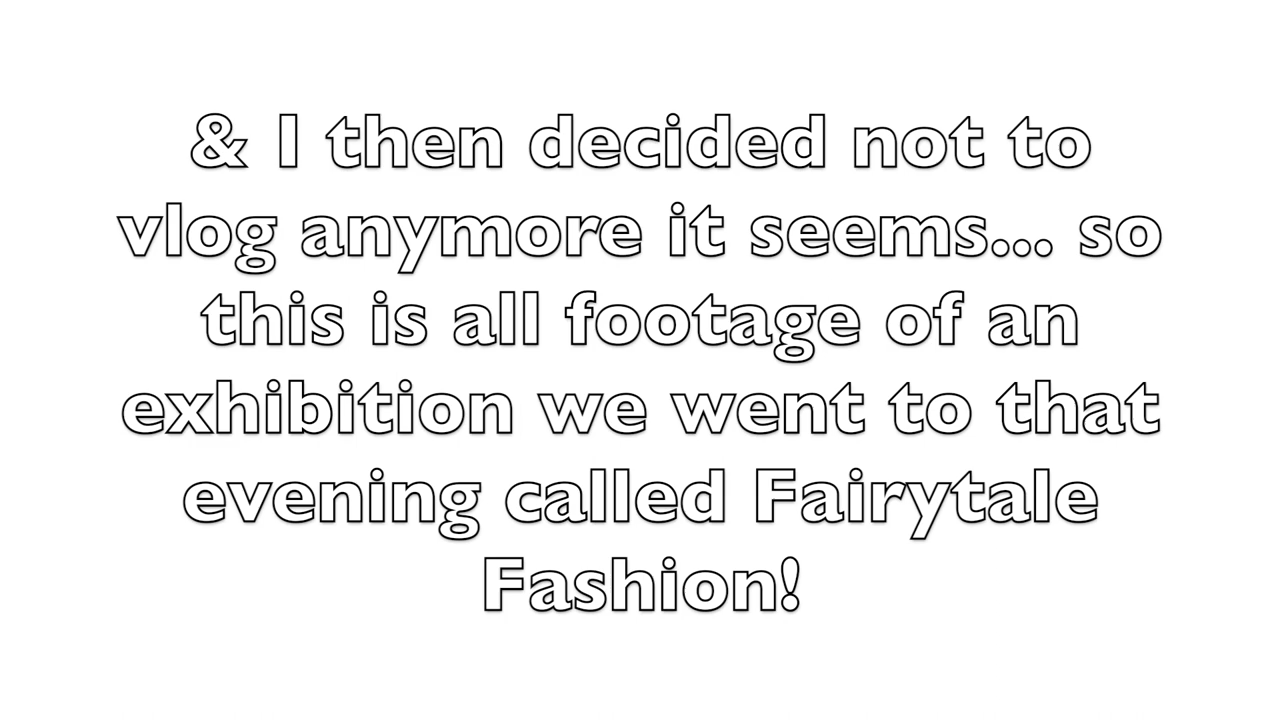 & I then decided not to
vlog anymore it seems... so
this is all footage of an
exhibition we went to that
evening called Fairytale
Fashion!